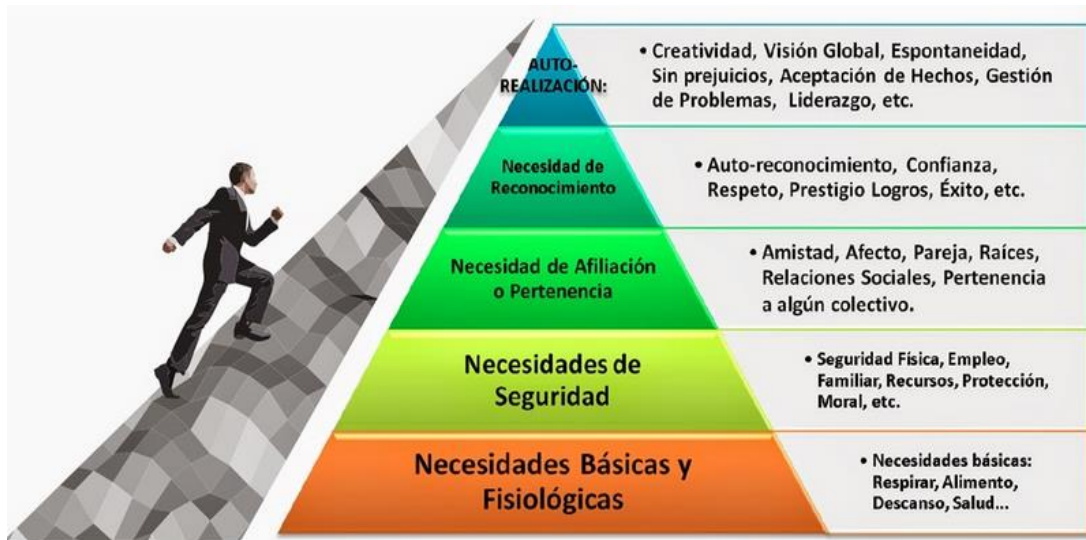 AUTO-
REALIZACIÓN:
• Creatividad, Visión Global, Espontaneidad,
Sin prejuicios, Aceptación de Hechos, Gestión
de Problemas, Liderazgo, etc.
Necesidad de
Reconocimiento
• Auto-reconocimiento, Confianza,
Respeto, Prestigio Logros, Éxito, etc.
Necesidad de Afiliación
o Pertenencia
• Amistad, Afecto, Pareja, Raíces,
Relaciones Sociales, Pertenencia
a algún colectivo.
Necesidades de
Seguridad
• Seguridad Física, Empleo,
Familiar, Recursos, Protección,
Moral, etc.
Necesidades Básicas y
Fisiológicas
• Necesidades básicas:
Respirar, Alimento,
Descanso, Salud...